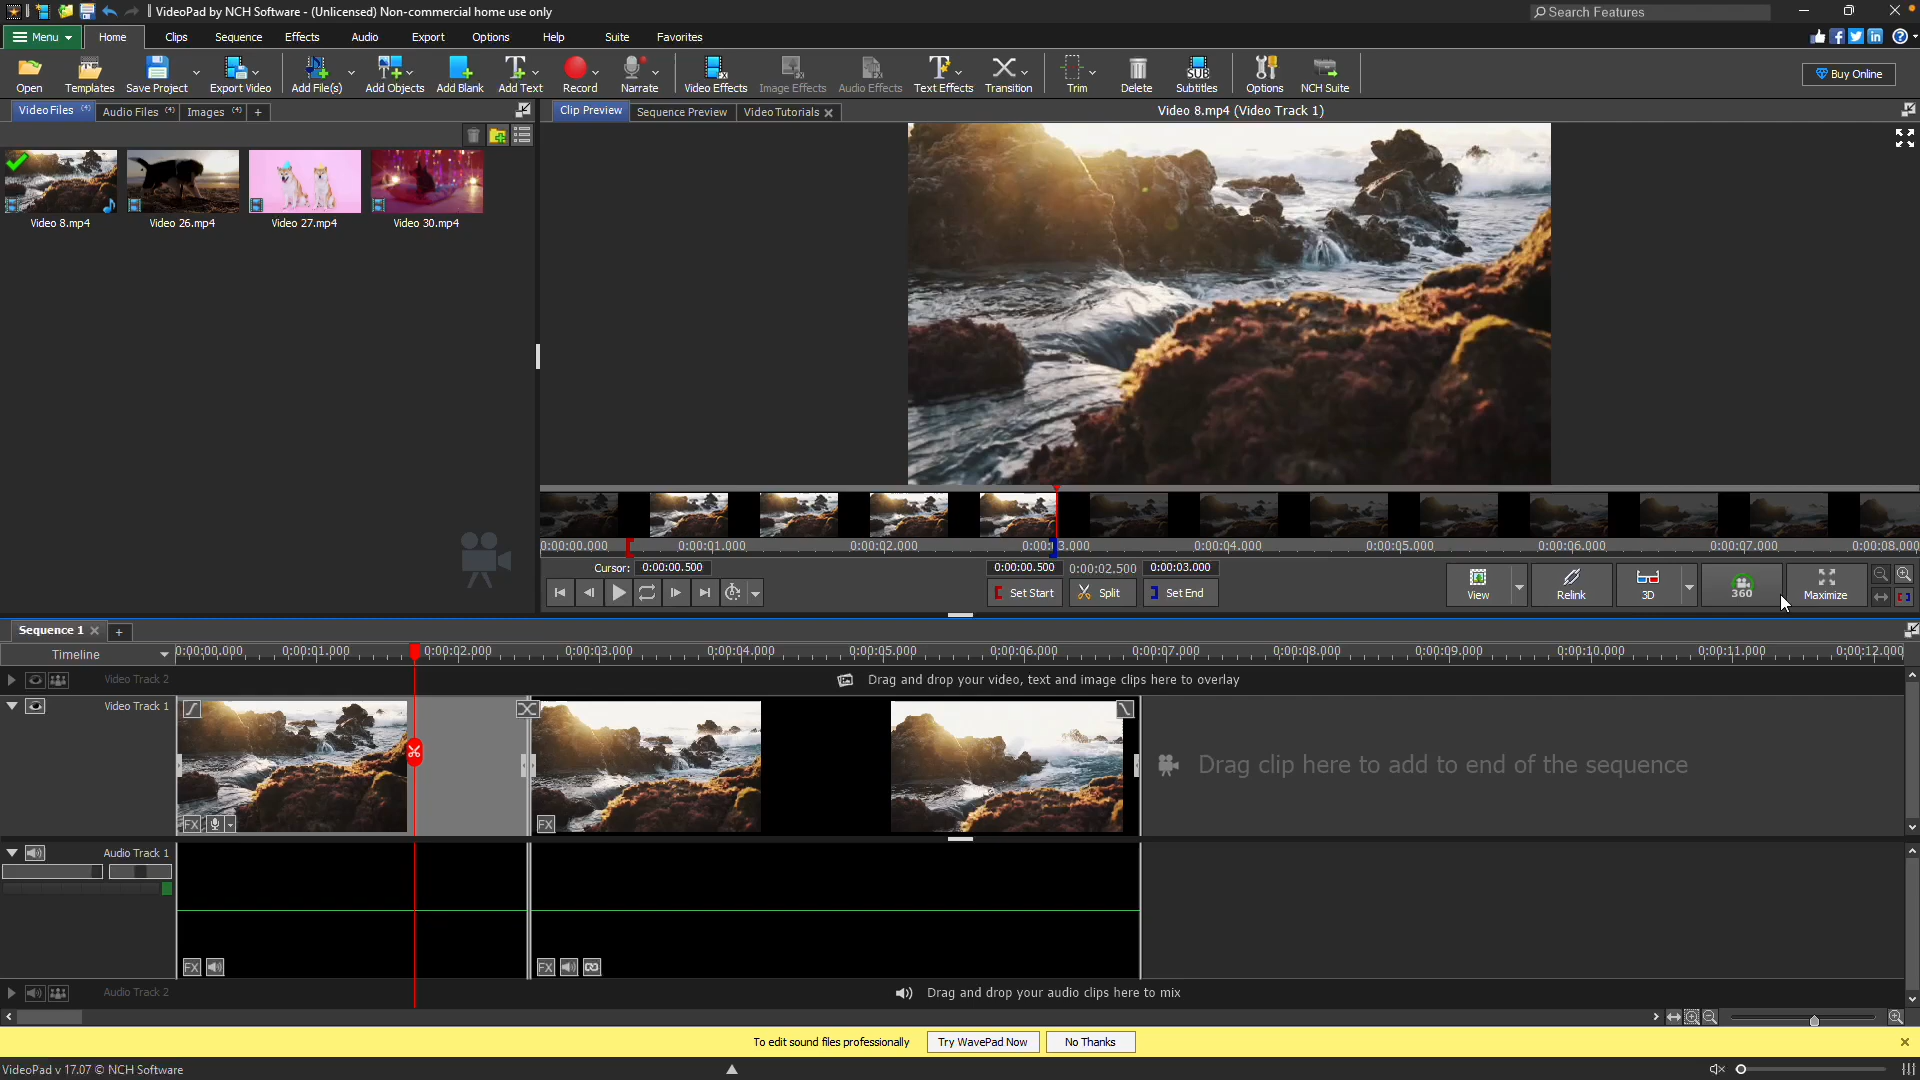 VideoPad by NCH Software - (Unlicensed) Non-commercial home use only
Search Features
Menu Home Clips Sequence Effects Audio Export Options Help Suite Favorites
Open Templates Save Project Export Video Add File(s) Add Objects Add Blank Add Text Record Narrate Video Effects Image Effects Audio Effects Text Effects Transition Trim Delete SUB Subtitles Options NCH Suite Buy Online
Video Files (4) Audio Files (4) Images (4) + Clip Preview Sequence Preview Video Tutorials Video 8.mp4 (Video Track 1)
Video 8.mp4 Video 26.mp4 Video 27.mp4 Video 30.mp4
0:00:00.000 0:00:01.000 0:00:02.000 0:00:03.000 0:00:04.000 0:00:05.000 0:00:06.000 0:00:07.000 0:00:08.000
Cursor: 0:00:00.500 0:00:00.500 0:00:02.500 0:00:03.000
Set Start Split Set End View Relink 3D 360 Maximize
Sequence 1 +
Timeline 0:00:00.000 0:00:01.000 0:00:02.000 0:00:03.000 0:00:04.000 0:00:05.000 0:00:06.000 0:00:07.000 0:00:08.000 0:00:09.000 0:00:10.000 0:00:11.000 0:00:12.000
Video Track 2 Drag and drop your video, text and image clips here to overlay
Video Track 1
Drag clip here to add to end of the sequence
FX FX
Audio Track 1
FX FX
Audio Track 2 Drag and drop your audio clips here to mix
To edit sound files professionally Try WavePad Now No Thanks
VideoPad v 17.07 © NCH Software